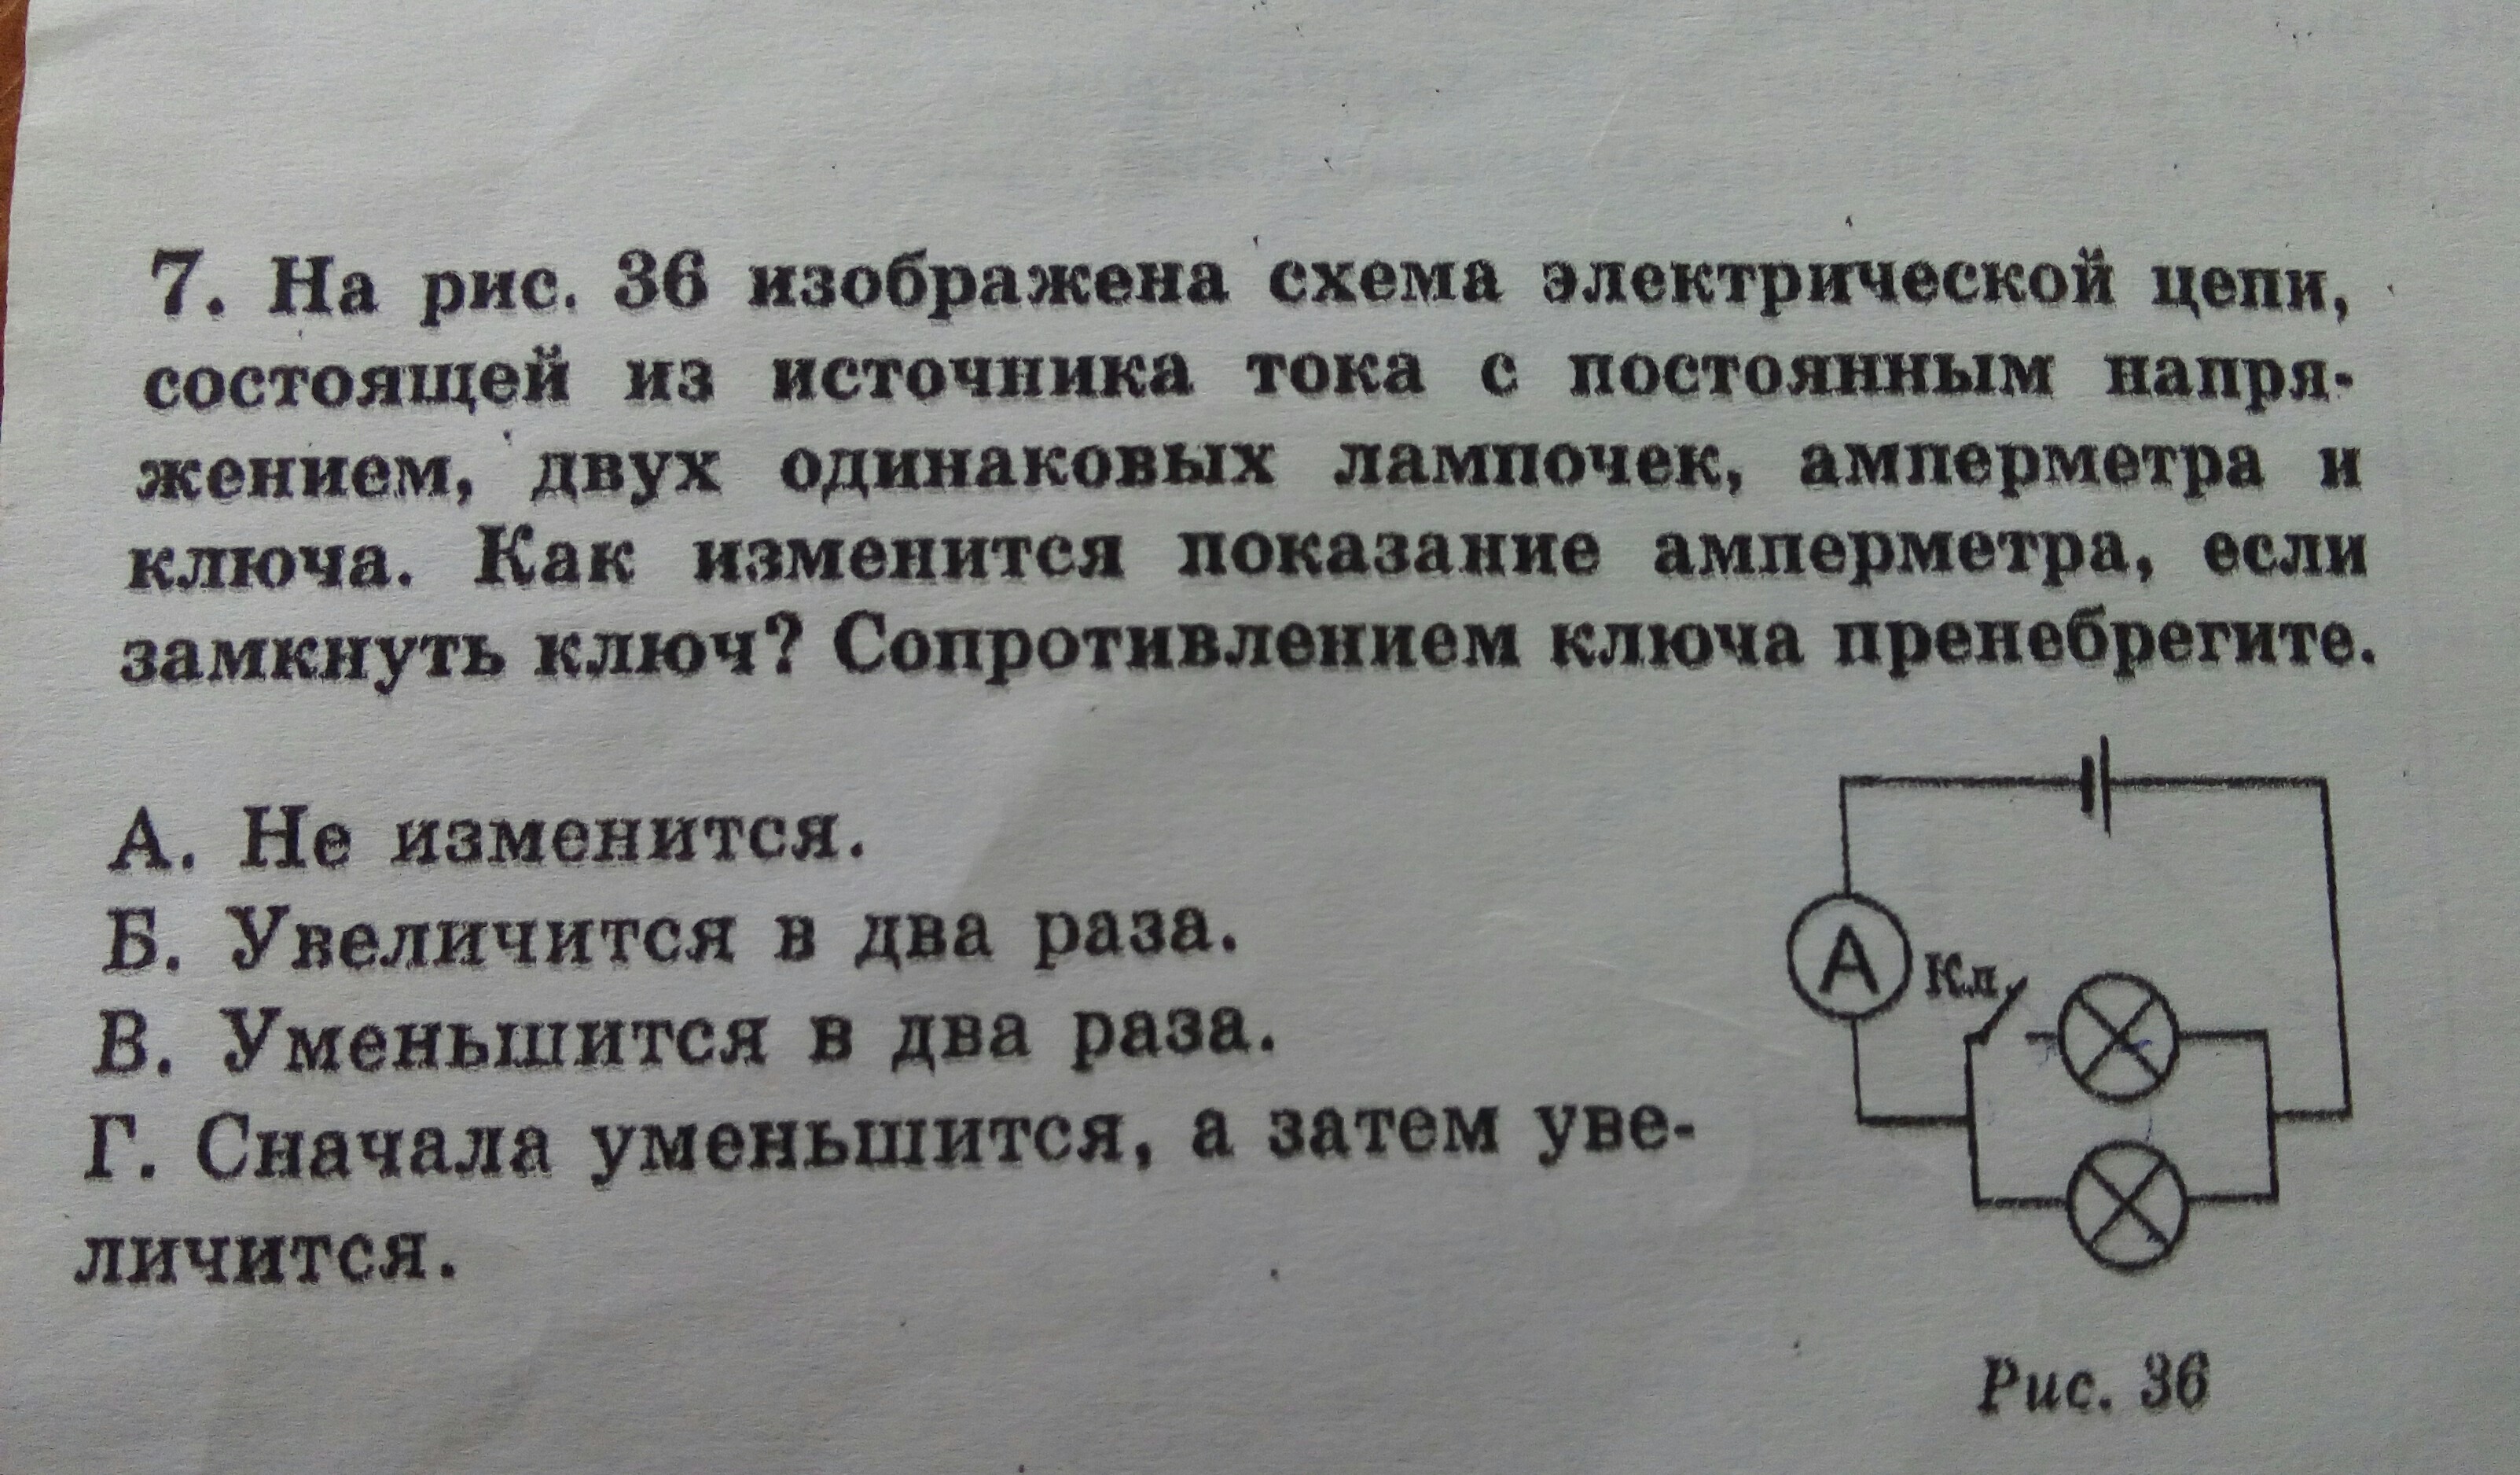 7. На рис. 36 изображена схема электрической цепи,
состоящей из источника тока с постоянным напря-
жением, двух одинаковых лампочек, амперметра и
ключа. Как изменится показание амперметра, если
замкнуть ключ? Сопротивлением ключа пренебрегите.
А. Не изменится.
Б. Увеличится в два раза.
В. Уменьшится в два раза.
Г. Сначала уменьшится, а затем уве-
личится.
А
Кл.
Рис. 36